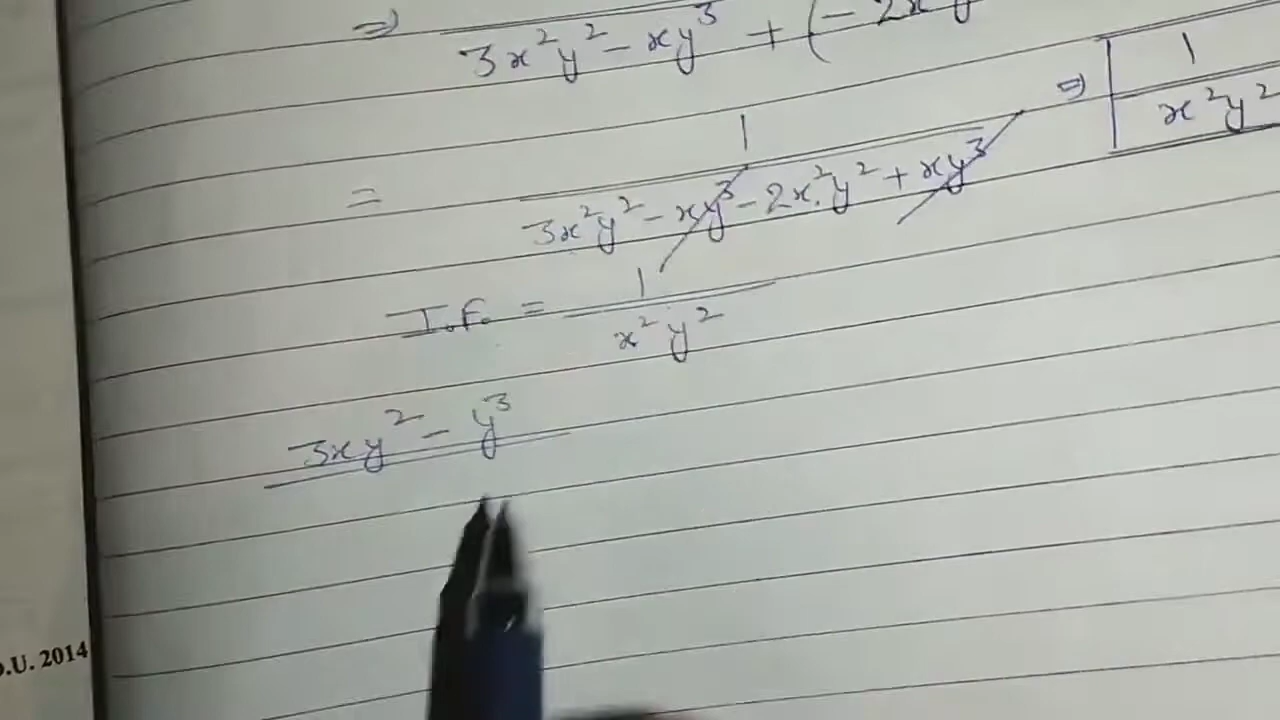 ⇒ 3x²y² - xy³ + (- 2x
⇒ 1 / x²y²
= 1 / 3x²y² - xy³ - 2x²y² + xy³
I.F. = 1 / x²y²
3xy² - y³
.U. 2014